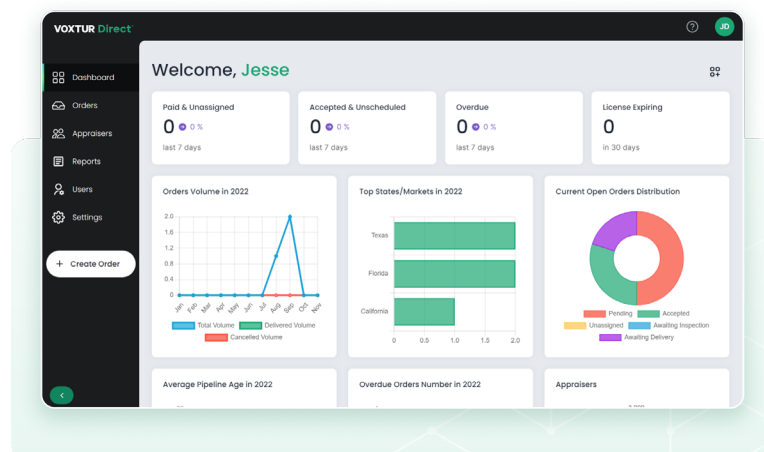 VOXTUR Direct
JD
Dashboard
Orders
Appraisers
Reports
Users
Settings
+ Create Order
Welcome, Jesse
Paid & Unassigned
0 0 %
last 7 days
Accepted & Unscheduled
0 0 %
last 7 days
Overdue
0 0 %
last 7 days
License Expiring
0
in 30 days
Orders Volume in 2022
2.0
1.6
1.2
0.8
0.4
0
Jan Feb Mar Apr May Jun Jul Aug Sep Oct Nov
Total Volume Delivered Volume
Cancelled Volume
Top States/Markets in 2022
Texas
Florida
California
0 0.5 1.0 1.5 2.0
Current Open Orders Distribution
Pending Accepted
Unassigned Awaiting Inspection
Awaiting Delivery
Average Pipeline Age in 2022
Overdue Orders Number in 2022
Appraisers